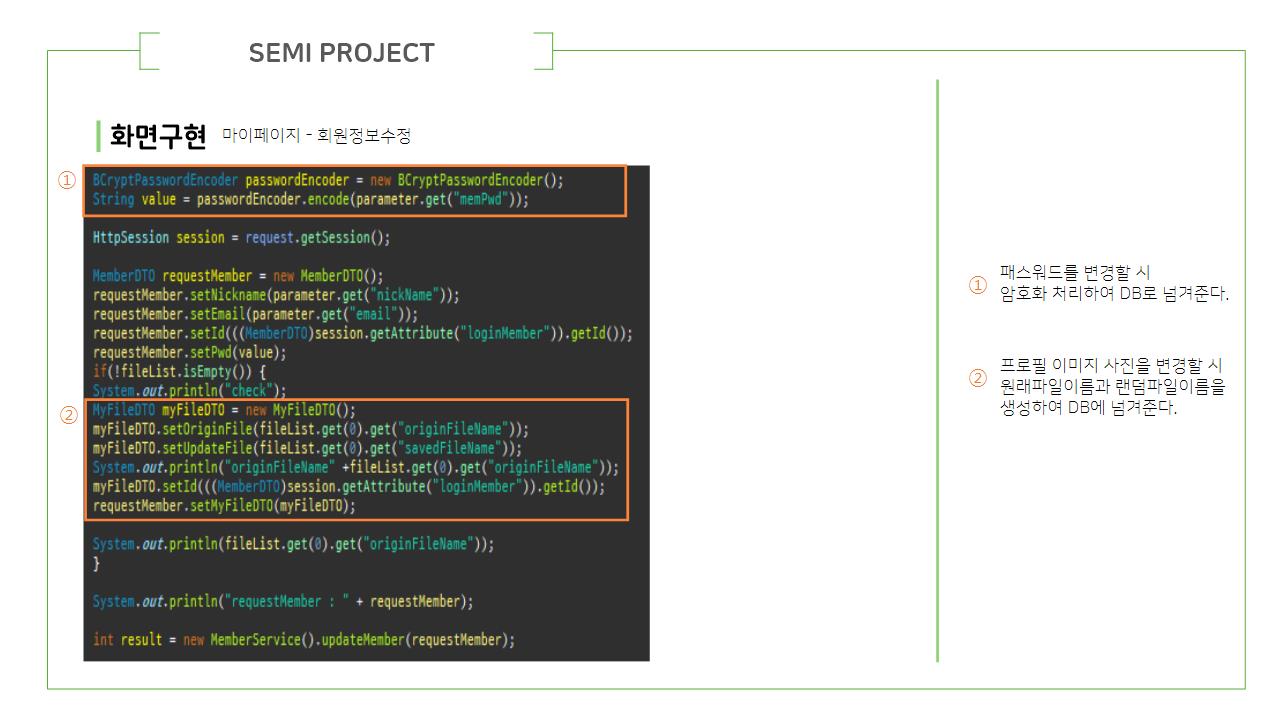 SEMI PROJECT
화면구현 마이페이지 - 회원정보수정
①
BCryptPasswordEncoder passwordEncoder = new BCryptPasswordEncoder();
String value = passwordEncoder.encode(parameter.get("memPwd"));
HttpSession session = request.getSession();
MemberDTO requestMember = new MemberDTO();
requestMember.setNickname(parameter.get("nickName"));
requestMember.setEmail(parameter.get("email"));
requestMember.setId(((MemberDTO)session.getAttribute("loginMember")).getId());
requestMember.setPwd(value);
if(!fileList.isEmpty()) {
System.out.println("check");
②
MyFileDTO myFileDTO = new MyFileDTO();
myFileDTO.setOriginFile(fileList.get(0).get("originFileName"));
myFileDTO.setUpdateFile(fileList.get(0).get("savedFileName"));
System.out.println("originFileName" +fileList.get(0).get("originFileName"));
myFileDTO.setId(((MemberDTO)session.getAttribute("loginMember")).getId());
requestMember.setMyFileDTO(myFileDTO);
System.out.println(fileList.get(0).get("originFileName"));
}
System.out.println("requestMember : " + requestMember);
int result = new MemberService().updateMember(requestMember);
① 패스워드를 변경할 시
암호화 처리하여 DB로 넘겨준다.
② 프로필 이미지 사진을 변경할 시
원래파일이름과 랜덤파일이름을
생성하여 DB에 넘겨준다.